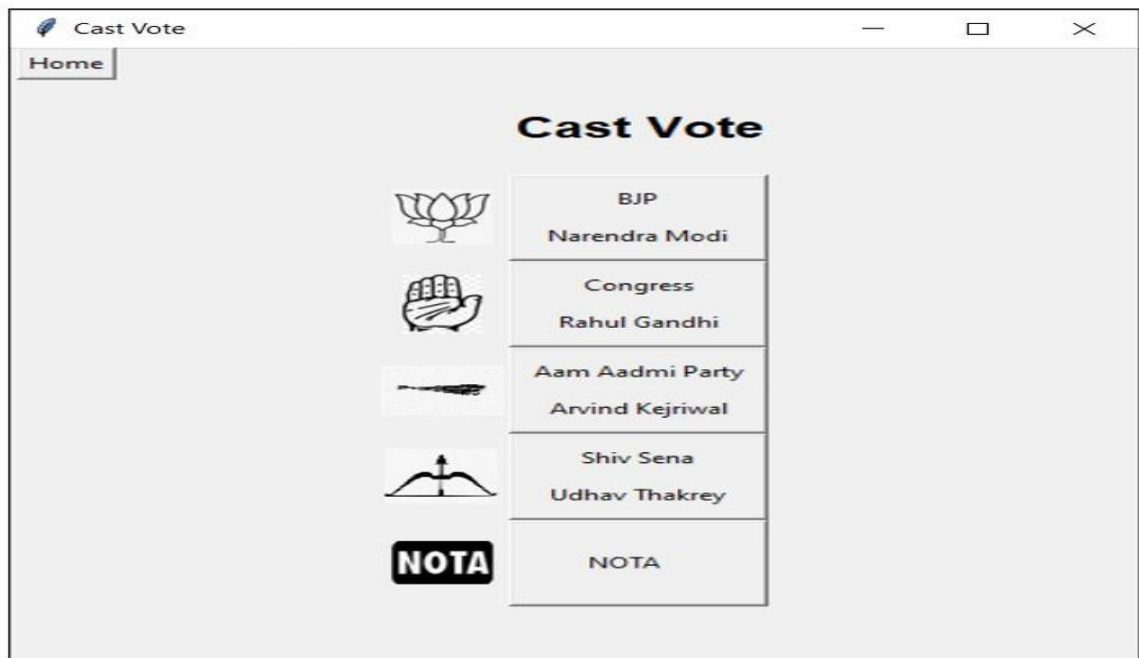 Cast Vote
Home
Cast Vote
BJP
Narendra Modi
Congress
Rahul Gandhi
Aam Aadmi Party
Arvind Kejriwal
Shiv Sena
Udhav Thakrey
NOTA
NOTA